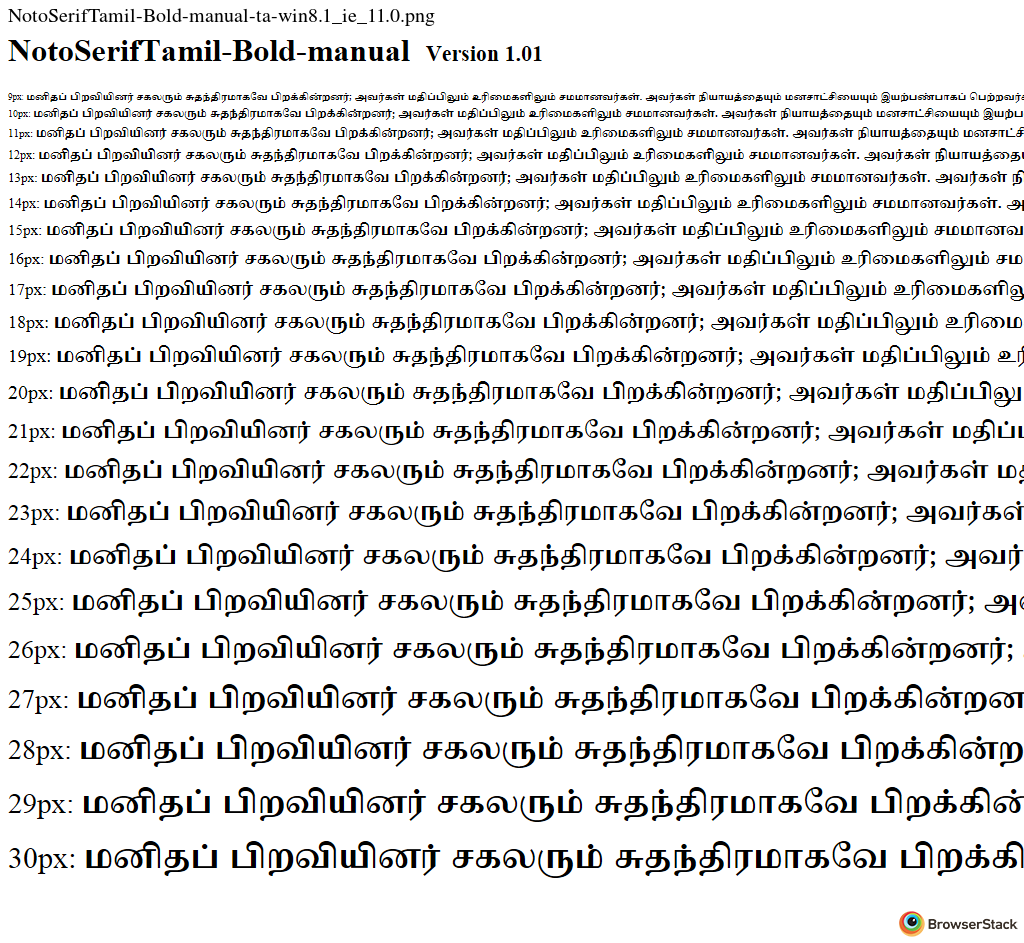 NotoSerifTamil-Bold-manual-ta-win8.1_ie_11.0.png
NotoSerifTamil-Bold-manual Version 1.01
9px: மனிதப் பிறவியினர் சகலரும் சுதந்திரமாகவே பிறக்கின்றனர்; அவர்கள் மதிப்பிலும் உரிமைகளிலும் சமமானவர்கள். அவர்கள் நியாயத்தையும் மனசாட்சியையும் இயற்பண்பாகப் பெற்றவர்க
10px: மனிதப் பிறவியினர் சகலரும் சுதந்திரமாகவே பிறக்கின்றனர்; அவர்கள் மதிப்பிலும் உரிமைகளிலும் சமமானவர்கள். அவர்கள் நியாயத்தையும் மனசாட்சியையும் இயற்ப
11px: மனிதப் பிறவியினர் சகலரும் சுதந்திரமாகவே பிறக்கின்றனர்; அவர்கள் மதிப்பிலும் உரிமைகளிலும் சமமானவர்கள். அவர்கள் நியாயத்தையும் மனசாட்சி
12px: மனிதப் பிறவியினர் சகலரும் சுதந்திரமாகவே பிறக்கின்றனர்; அவர்கள் மதிப்பிலும் உரிமைகளிலும் சமமானவர்கள். அவர்கள் நியாயத்தையு
13px: மனிதப் பிறவியினர் சகலரும் சுதந்திரமாகவே பிறக்கின்றனர்; அவர்கள் மதிப்பிலும் உரிமைகளிலும் சமமானவர்கள். அவர்கள் நி
14px: மனிதப் பிறவியினர் சகலரும் சுதந்திரமாகவே பிறக்கின்றனர்; அவர்கள் மதிப்பிலும் உரிமைகளிலும் சமமானவர்கள். அ
15px: மனிதப் பிறவியினர் சகலரும் சுதந்திரமாகவே பிறக்கின்றனர்; அவர்கள் மதிப்பிலும் உரிமைகளிலும் சமமானவ
16px: மனிதப் பிறவியினர் சகலரும் சுதந்திரமாகவே பிறக்கின்றனர்; அவர்கள் மதிப்பிலும் உரிமைகளிலும் சம
17px: மனிதப் பிறவியினர் சகலரும் சுதந்திரமாகவே பிறக்கின்றனர்; அவர்கள் மதிப்பிலும் உரிமைகளிலு
18px: மனிதப் பிறவியினர் சகலரும் சுதந்திரமாகவே பிறக்கின்றனர்; அவர்கள் மதிப்பிலும் உரிமை
19px: மனிதப் பிறவியினர் சகலரும் சுதந்திரமாகவே பிறக்கின்றனர்; அவர்கள் மதிப்பிலும் உரி
20px: மனிதப் பிறவியினர் சகலரும் சுதந்திரமாகவே பிறக்கின்றனர்; அவர்கள் மதிப்பிலு
21px: மனிதப் பிறவியினர் சகலரும் சுதந்திரமாகவே பிறக்கின்றனர்; அவர்கள் மதிப்ப
22px: மனிதப் பிறவியினர் சகலரும் சுதந்திரமாகவே பிறக்கின்றனர்; அவர்கள் மதி
23px: மனிதப் பிறவியினர் சகலரும் சுதந்திரமாகவே பிறக்கின்றனர்; அவர்கள்
24px: மனிதப் பிறவியினர் சகலரும் சுதந்திரமாகவே பிறக்கின்றனர்; அவர்
25px: மனிதப் பிறவியினர் சகலரும் சுதந்திரமாகவே பிறக்கின்றனர்; அவ
26px: மனிதப் பிறவியினர் சகலரும் சுதந்திரமாகவே பிறக்கின்றனர்;
27px: மனிதப் பிறவியினர் சகலரும் சுதந்திரமாகவே பிறக்கின்றன
28px: மனிதப் பிறவியினர் சகலரும் சுதந்திரமாகவே பிறக்கின்ற
29px: மனிதப் பிறவியினர் சகலரும் சுதந்திரமாகவே பிறக்கின்
30px: மனிதப் பிறவியினர் சகலரும் சுதந்திரமாகவே பிறக்கி
BrowserStack